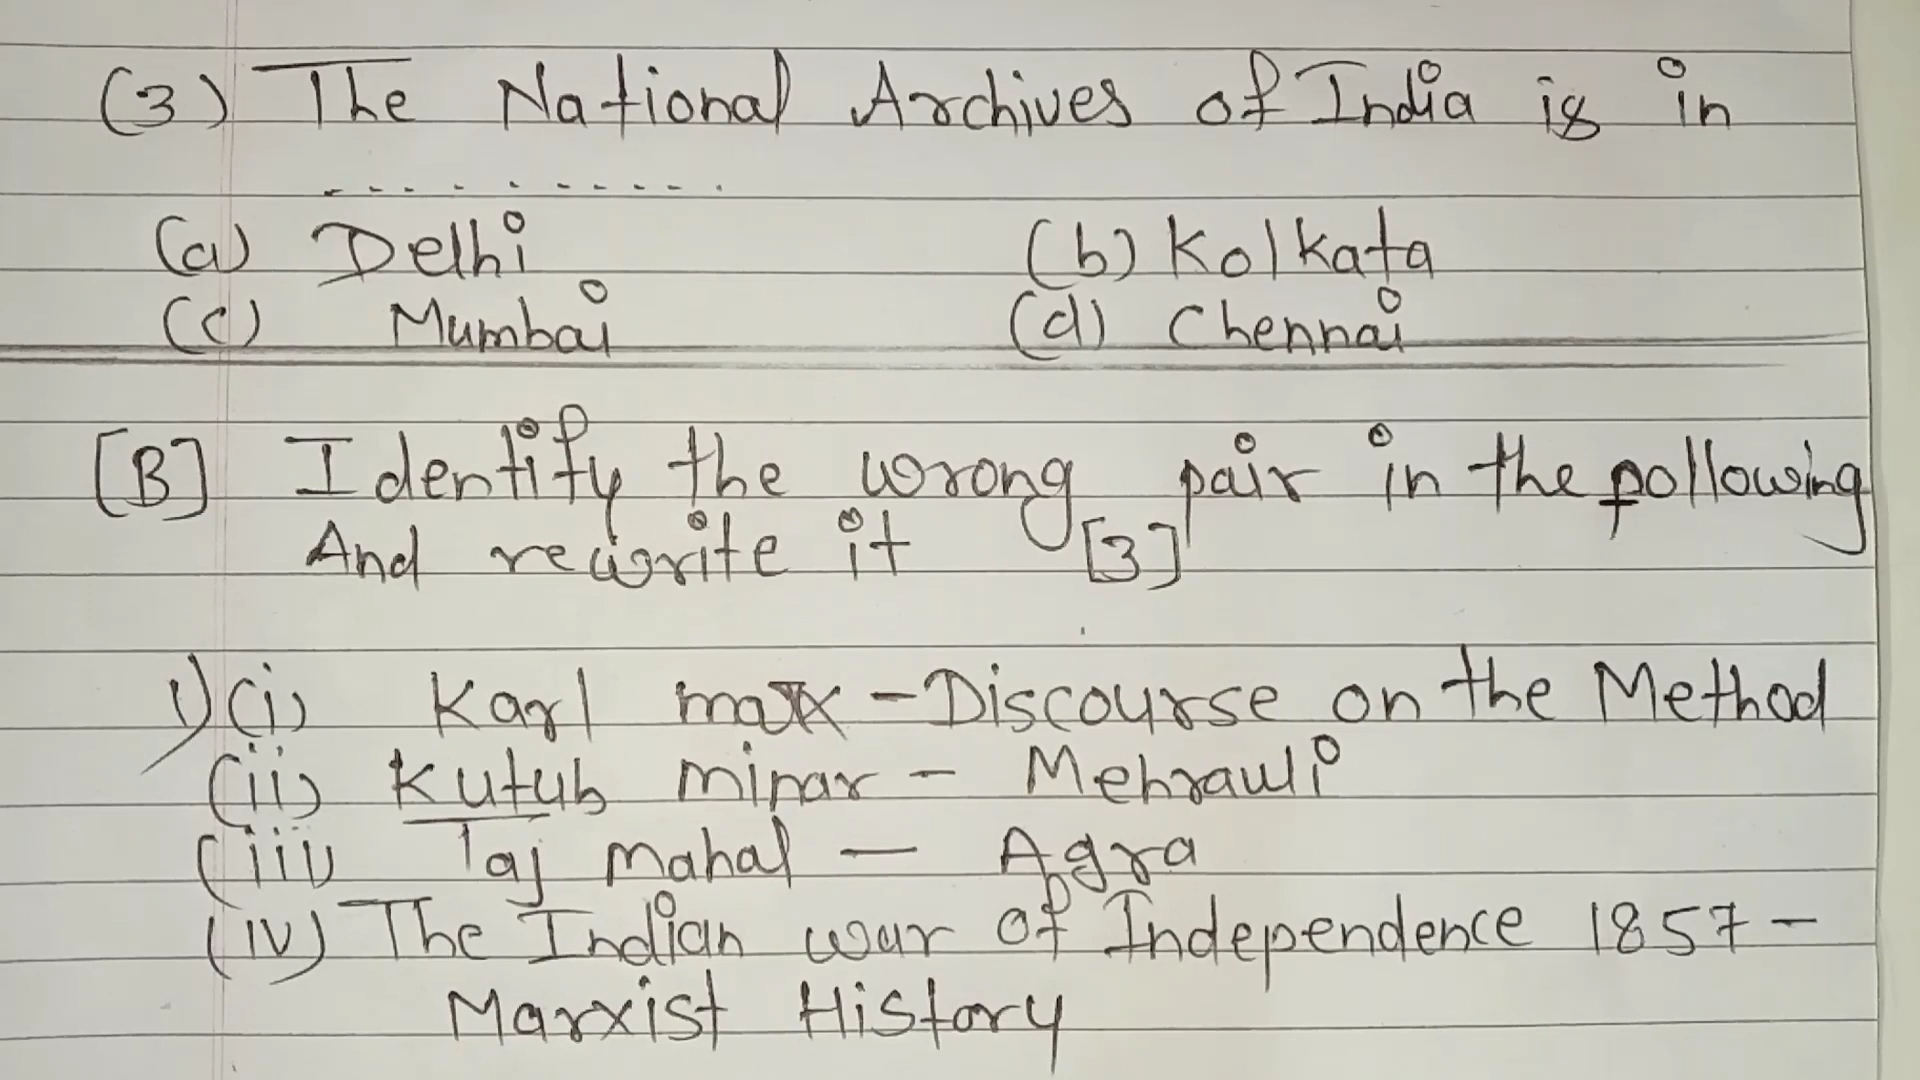 (3) The National Archives of India is in
- - - - - - - - - - -
(a) Delhi (b) Kolkata
(c) Mumbai (d) Chennai
[B] Identify the wrong pair in the following
And rewrite it [3]
1) (i) Karl marx - Discourse on the Method
(ii) Kutub minar - Mehrauli
(iii) Taj Mahal - Agra
(iv) The Indian war of Independence 1857 -
Marxist History